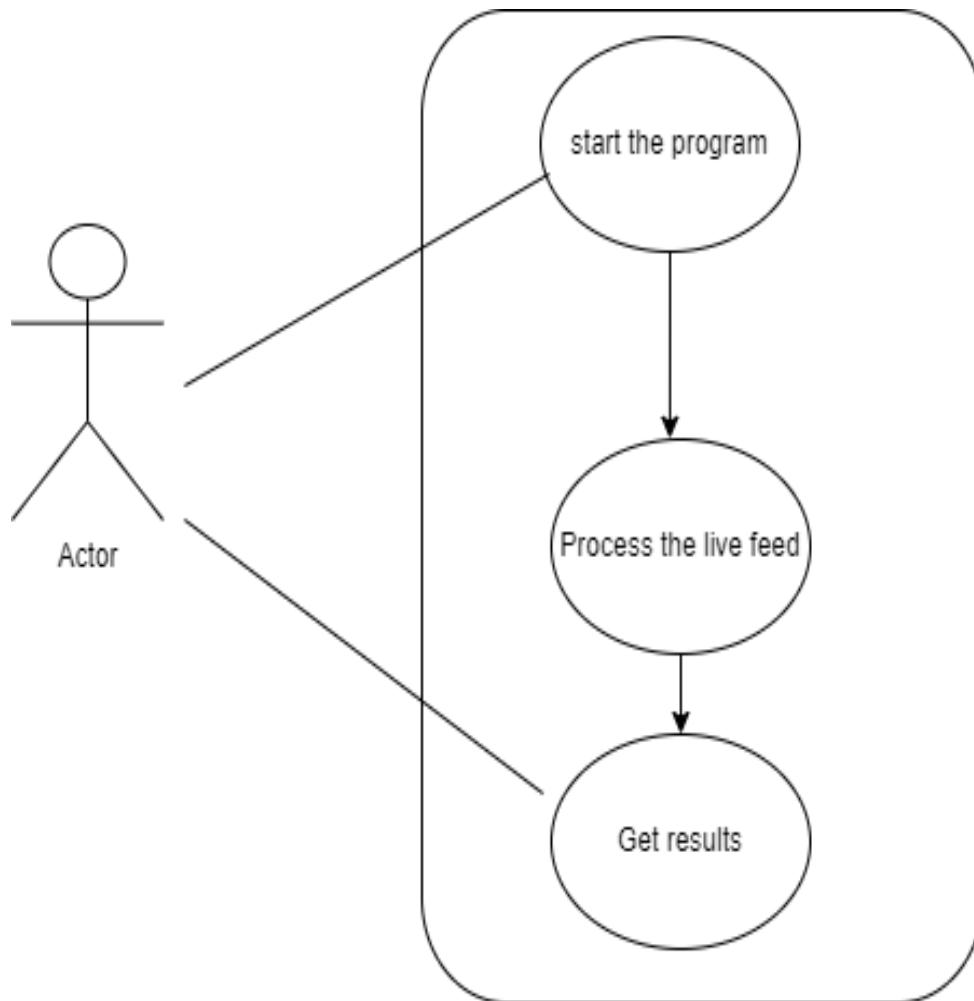 start the program
Process the live feed
Actor
Get results